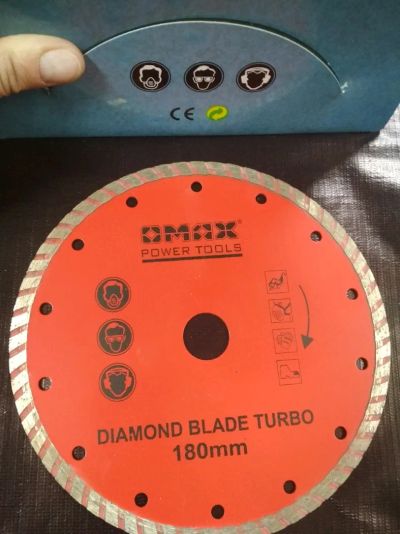 CE
OMAX
POWER TOOLS
DIAMOND BLADE TURBO
180mm